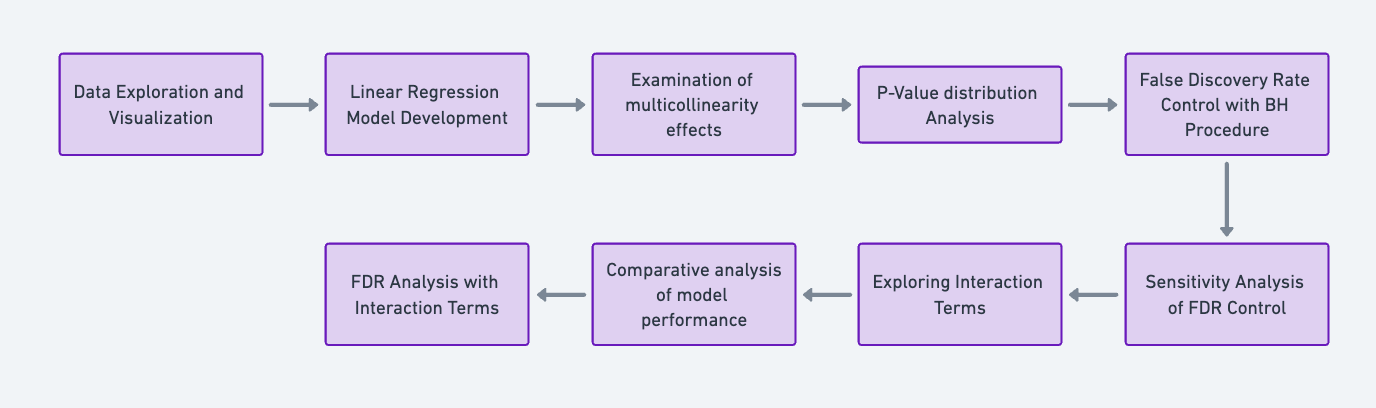 Data Exploration and
Visualization
Linear Regression
Model Development
Examination of
multicollinearity
effects
P-Value distribution
Analysis
False Discovery Rate
Control with BH
Procedure
Sensitivity Analysis
of FDR Control
Exploring Interaction
Terms
Comparative analysis
of model
performance
FDR Analysis with
Interaction Terms